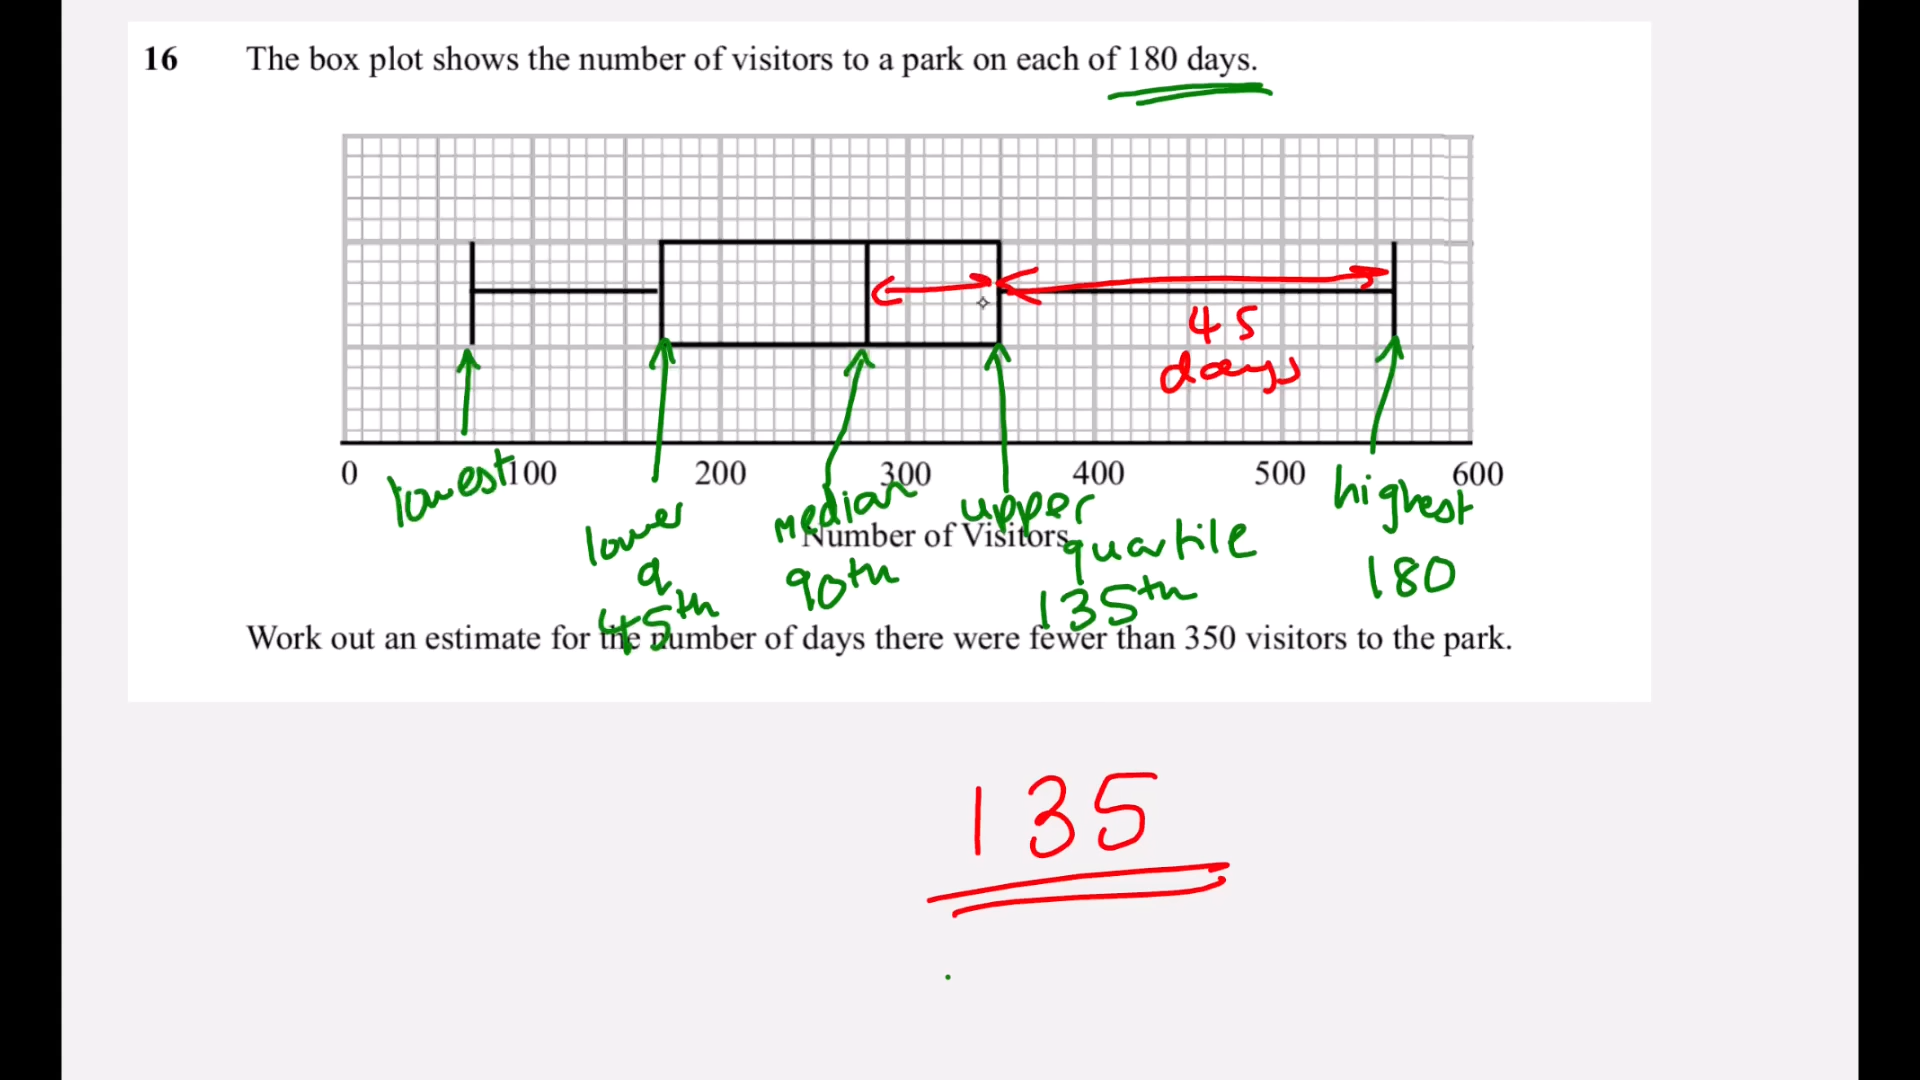 16 The box plot shows the number of visitors to a park on each of 180 days.
45
days
0 100 200 300 400 500 600
lowest
lower
q
45th
median
90th
upper
quartile
135th
highest
180
Number of Visitors
Work out an estimate for the number of days there were fewer than 350 visitors to the park.
135